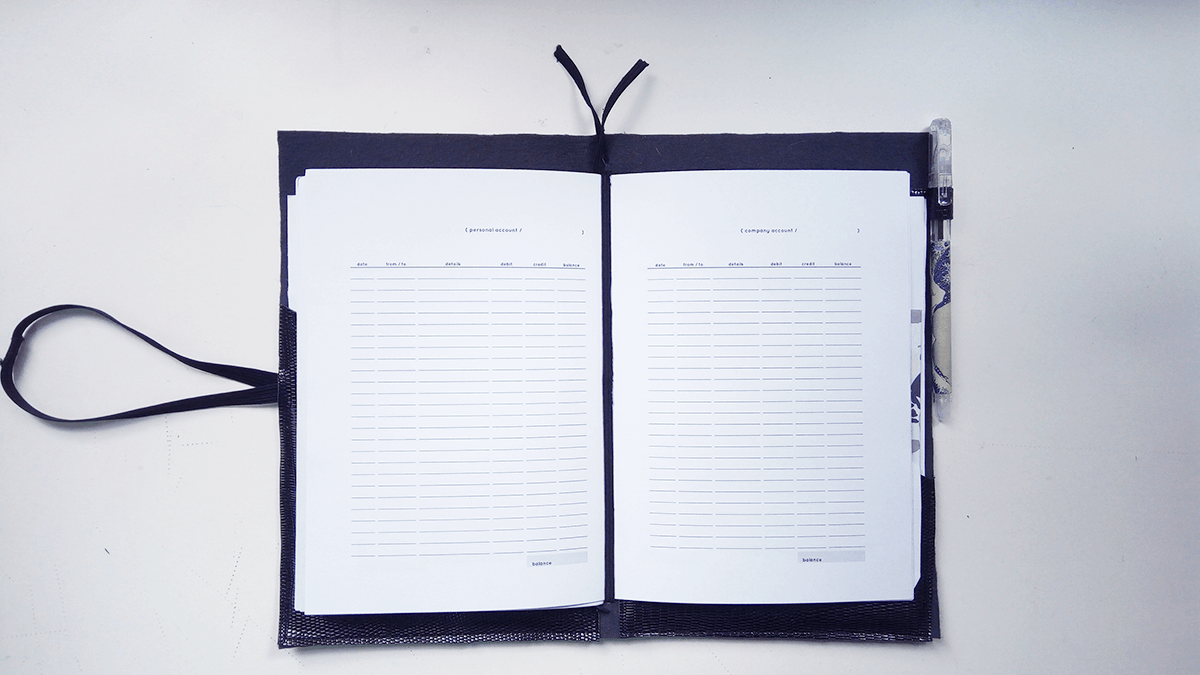 ( personal account / )
date from / to details debit credit balance
balance
( company account / )
date from / to details debit credit balance
balance